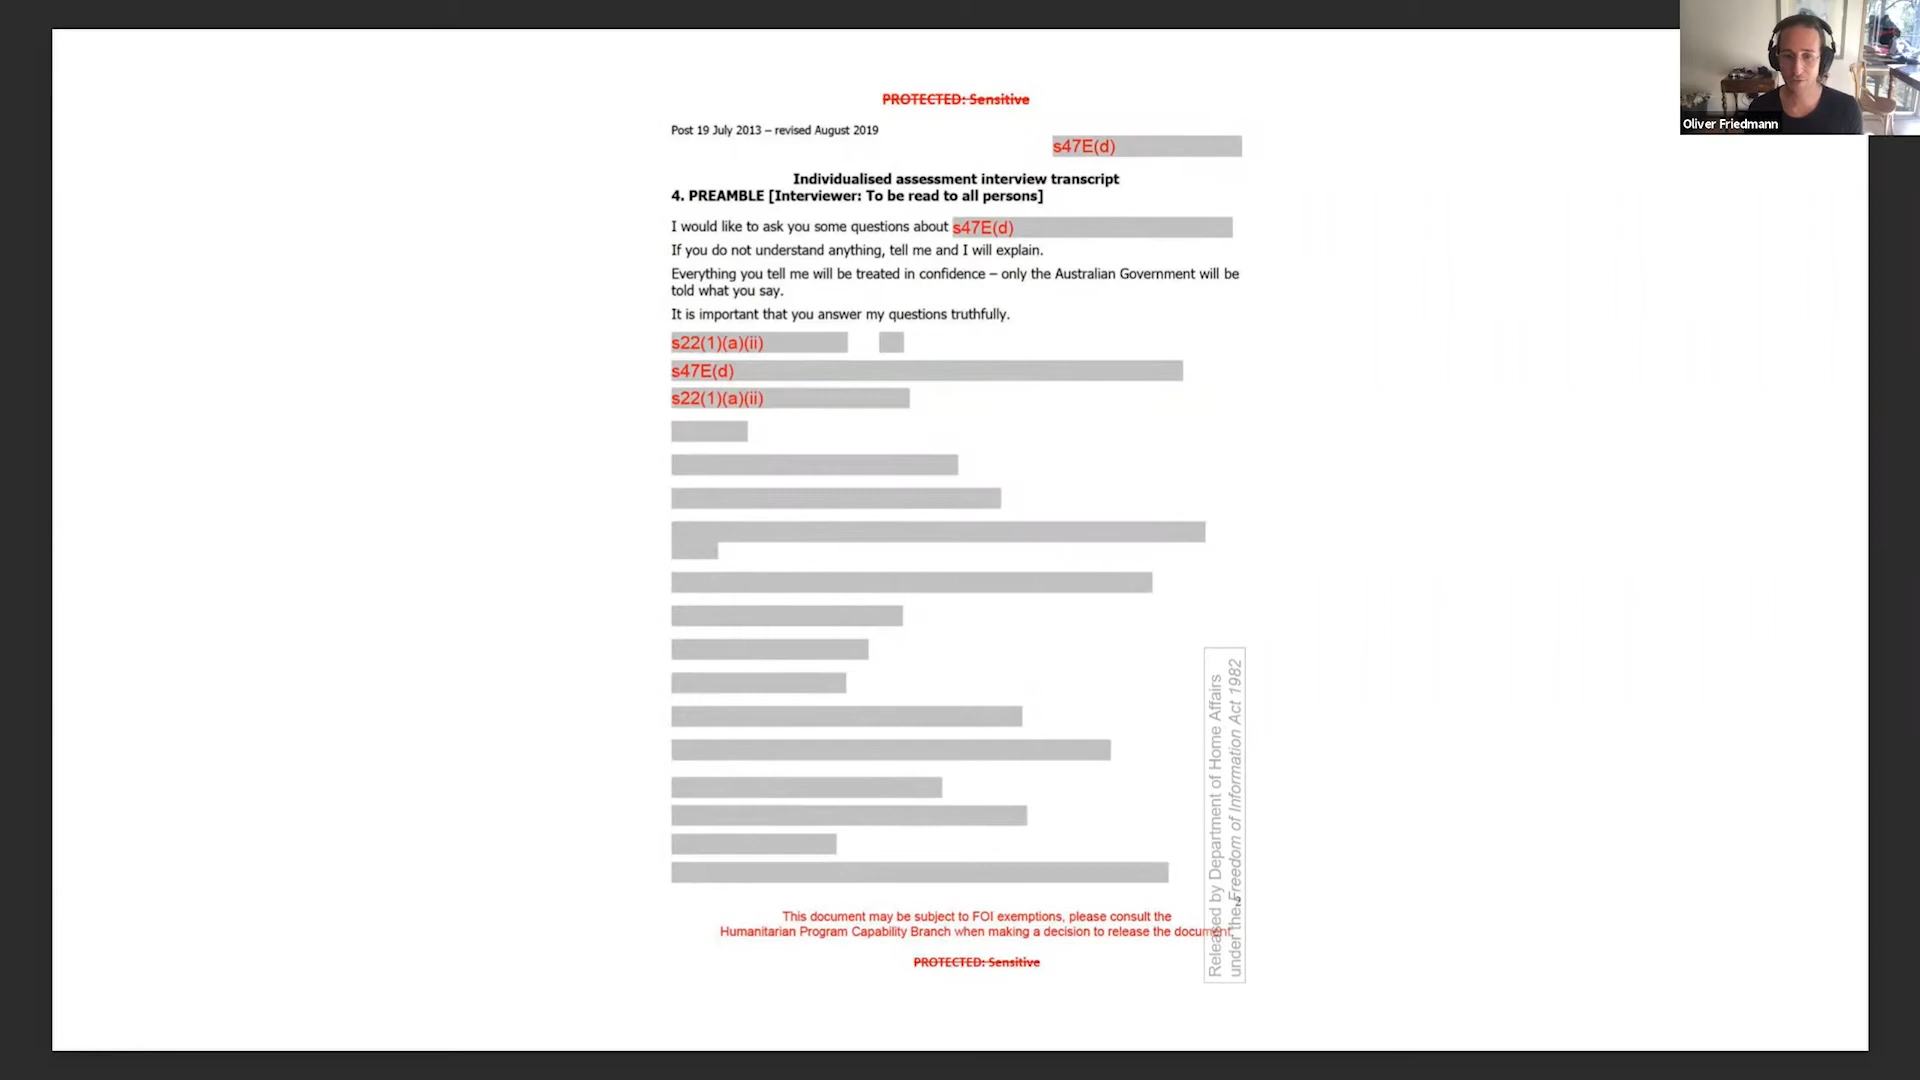 PROTECTED: Sensitive
Post 19 July 2013 – revised August 2019
s47E(d)
Individualised assessment interview transcript
4. PREAMBLE [Interviewer: To be read to all persons]
I would like to ask you some questions about s47E(d)
If you do not understand anything, tell me and I will explain.
Everything you tell me will be treated in confidence – only the Australian Government will be
told what you say.
It is important that you answer my questions truthfully.
s22(1)(a)(ii)
s47E(d)
s22(1)(a)(ii)
This document may be subject to FOI exemptions, please consult the
Humanitarian Program Capability Branch when making a decision to release the document
PROTECTED: Sensitive
Released by Department of Home Affairs
under the Freedom of Information Act 1982
Oliver Friedmann